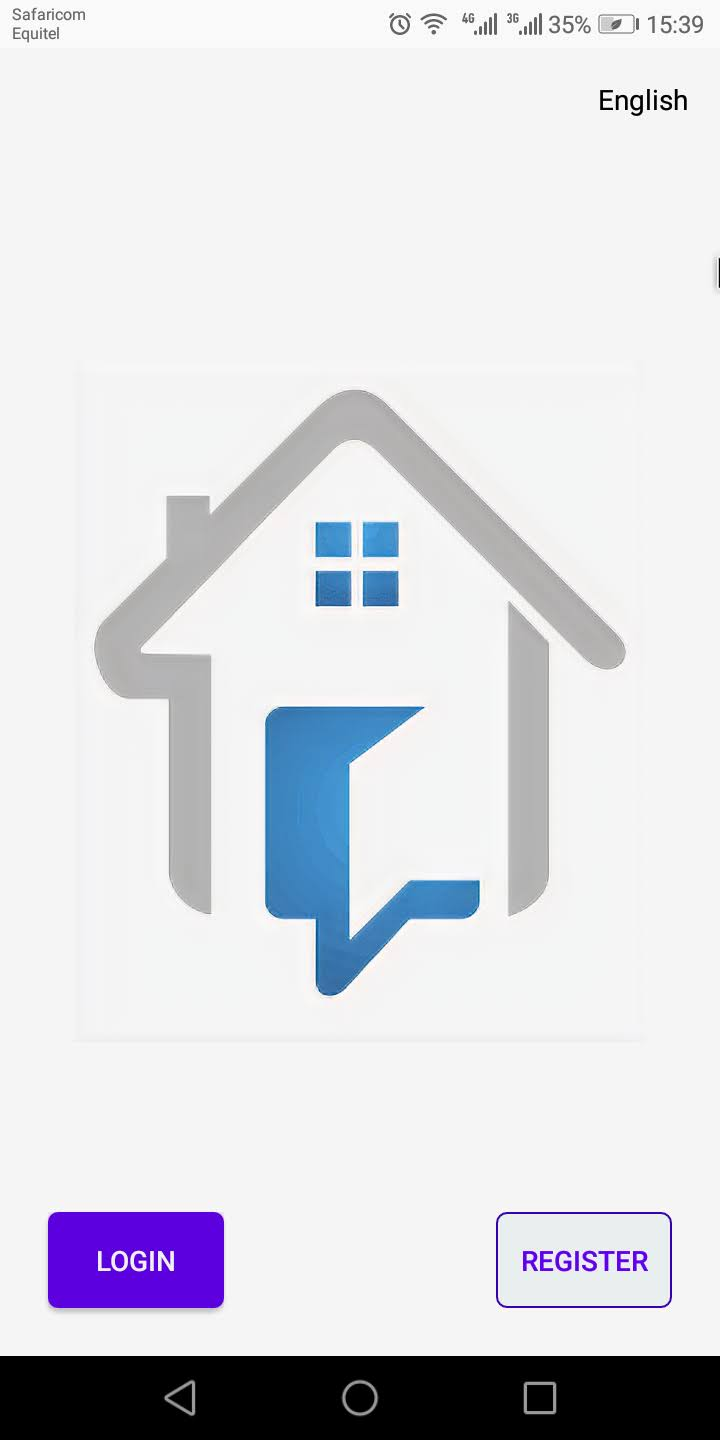 Safaricom
Equitel
4G 3G 35% 15:39
English
LOGIN
REGISTER